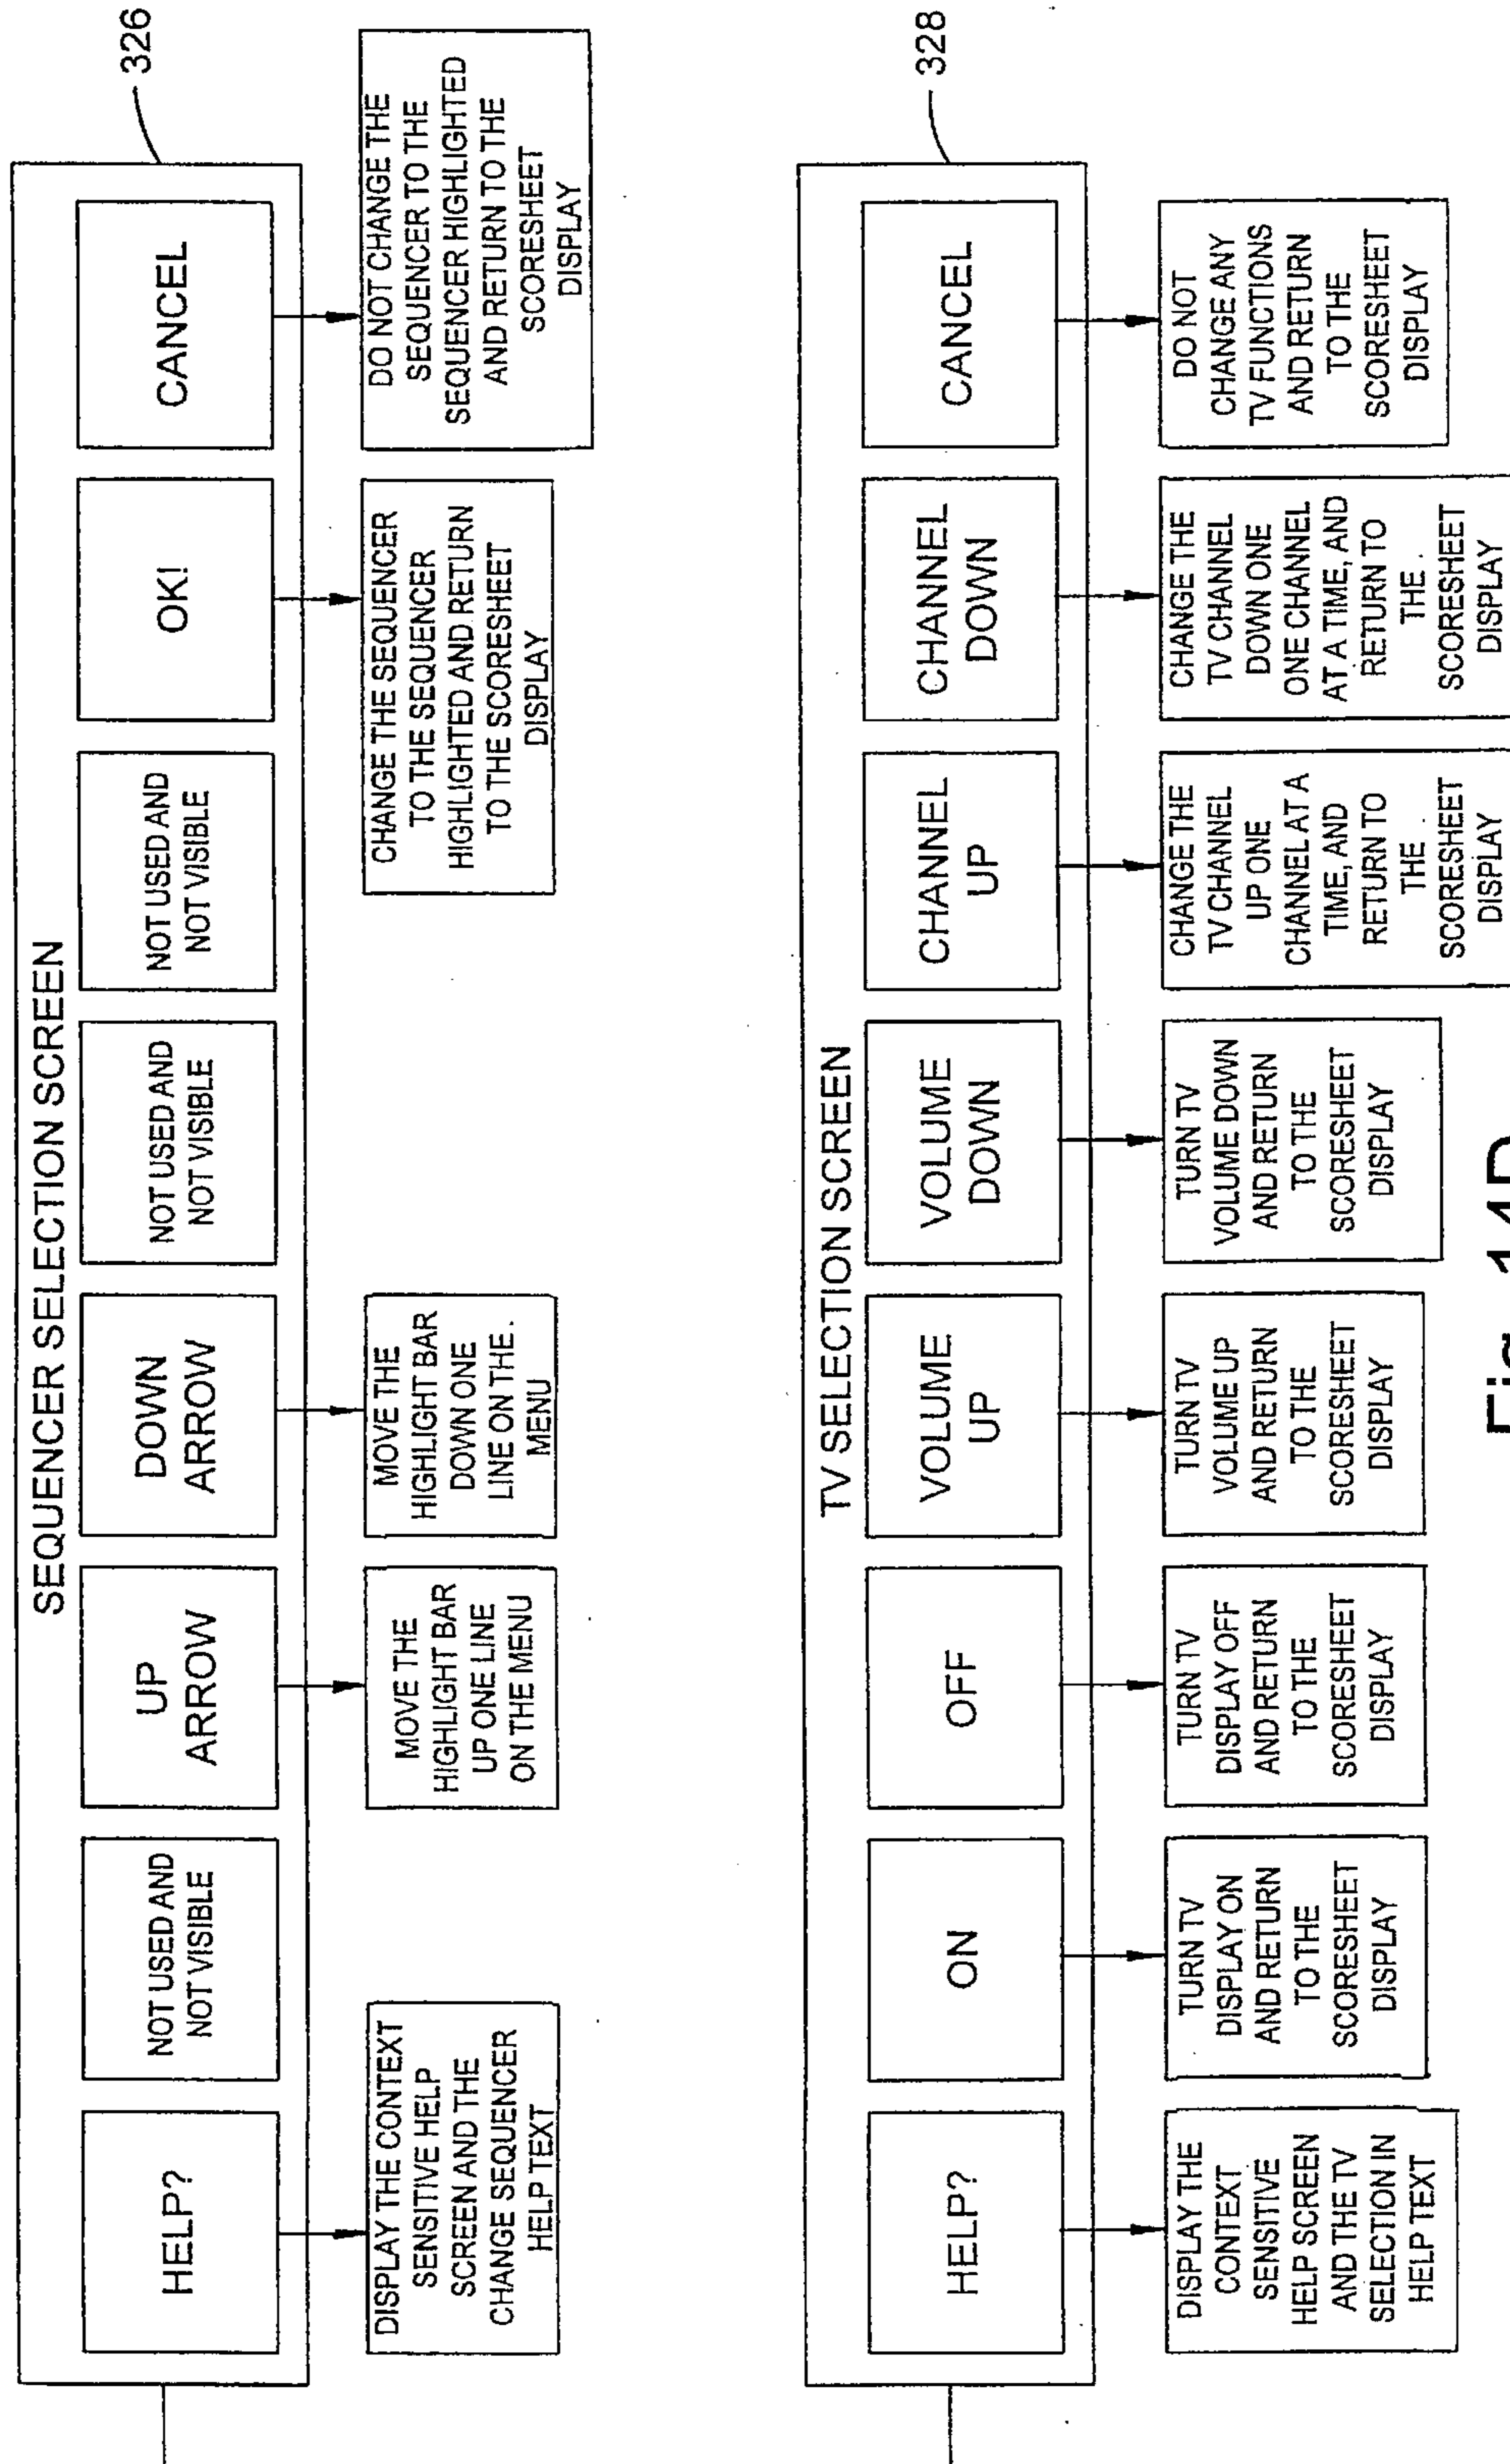 SEQUENCER SELECTION SCREEN
326
HELP?
NOT USED AND
NOT VISIBLE
UP
ARROW
DOWN
ARROW
NOT USED AND
NOT VISIBLE
NOT USED AND
NOT VISIBLE
OK!
CANCEL
DISPLAY THE CONTEXT
SENSITIVE HELP
SCREEN AND THE
CHANGE SEQUENCER
HELP TEXT
MOVE THE
HIGHLIGHT BAR
UP ONE LINE
ON THE MENU
MOVE THE
HIGHLIGHT BAR
DOWN ONE
LINE ON THE.
MENU
CHANGE THE SEQUENCER
TO THE SEQUENCER
HIGHLIGHTED AND RETURN
TO THE SCORESHEET
DISPLAY
DO NOT CHANGE THE
SEQUENCER TO THE
SEQUENCER HIGHLIGHTED
AND RETURN TO THE
SCORESHEET
DISPLAY
TV SELECTION SCREEN
328
HELP?
ON
OFF
VOLUME
UP
VOLUME
DOWN
CHANNEL
UP
CHANNEL
DOWN
CANCEL
DISPLAY THE
CONTEXT
SENSITIVE
HELP SCREEN
AND THE TV
SELECTION IN
HELP TEXT
TURN TV
DISPLAY ON
AND RETURN
TO THE
SCORESHEET
DISPLAY
TURN TV
DISPLAY OFF
AND RETURN
TO THE
SCORESHEET
DISPLAY
TURN TV
VOLUME UP
AND RETURN
TO THE
SCORESHEET
DISPLAY
TURN TV
VOLUME DOWN
AND RETURN
TO THE
SCORESHEET
DISPLAY
CHANGE THE
TV CHANNEL
UP ONE
CHANNEL AT A
TIME, AND
RETURN TO
THE
SCORESHEET
DISPLAY
CHANGE THE
TV CHANNEL
DOWN ONE
ONE CHANNEL
AT A TIME, AND
RETURN TO
THE.
SCORESHEET
DISPLAY
DO NOT
CHANGE ANY
TV FUNCTIONS
AND RETURN
TO THE
SCORESHEET
DISPLAY